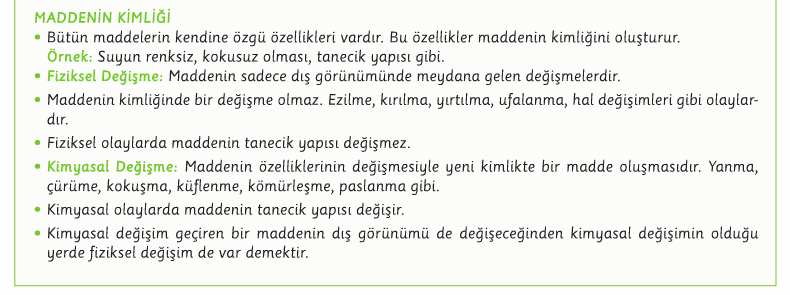 MADDENİN KİMLİĞİ
• Bütün maddelerin kendine özgü özellikleri vardır. Bu özellikler maddenin kimliğini oluşturur.
Örnek: Suyun renksiz, kokusuz olması, tanecik yapısı gibi.
• Fiziksel Değişme: Maddenin sadece dış görünümünde meydana gelen değişmelerdir.
• Maddenin kimliğinde bir değişme olmaz. Ezilme, kırılma, yırtılma, ufalanma, hal değişimleri gibi olaylar-
dır.
• Fiziksel olaylarda maddenin tanecik yapısı değişmez.
• Kimyasal Değişme: Maddenin özelliklerinin değişmesiyle yeni kimlikte bir madde oluşmasıdır. Yanma,
çürüme, kokuşma, küflenme, kömürleşme, paslanma gibi.
• Kimyasal olaylarda maddenin tanecik yapısı değişir.
• Kimyasal değişim geçiren bir maddenin dış görünümü de değişeceğinden kimyasal değişimin olduğu
yerde fiziksel değişim de var demektir.